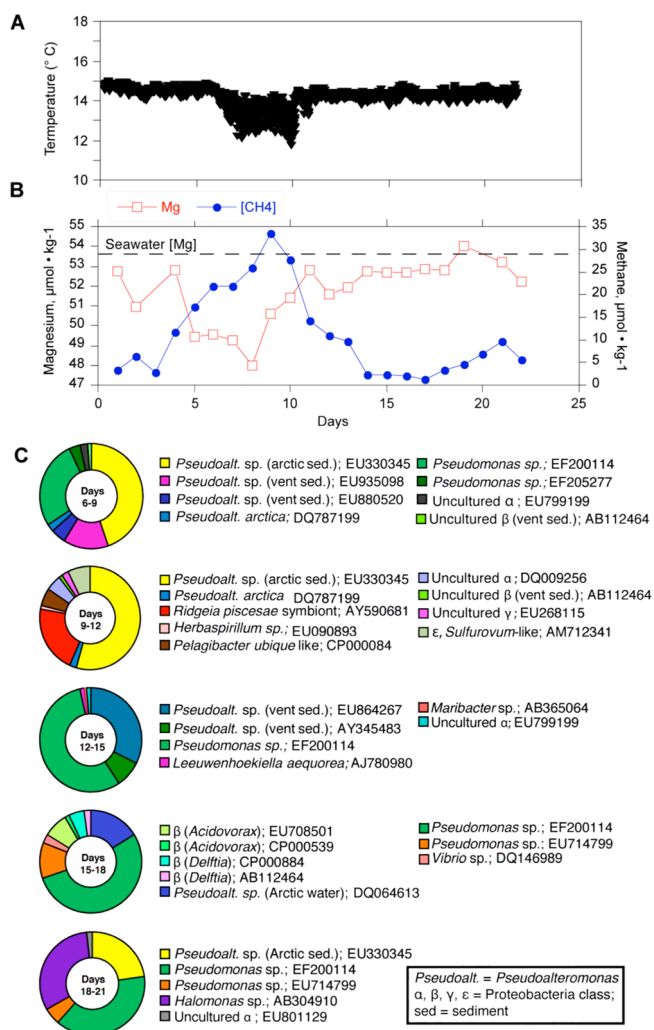 A
18
16
14
12
10
Termperature (° C)
B
Mg
[CH4]
55
54
53
52
51
50
49
48
47
Magnesium, μmol • kg-1
Seawater [Mg]
35
30
25
20
15
10
5
0
Methane, μmol • kg-1
0 5 10 15 20 25
Days
C
Days
6-9
Pseudoalt. sp. (arctic sed.); EU330345
Pseudoalt. sp. (vent sed.); EU935098
Pseudoalt. sp. (vent sed.); EU880520
Pseudoalt. arctica; DQ787199
Pseudomonas sp.; EF200114
Pseudomonas sp.; EF205277
Uncultured α; EU799199
Uncultured β (vent sed.); AB112464
Days
9-12
Pseudoalt. sp. (arctic sed.); EU330345
Pseudoalt. arctica DQ787199
Ridgeia piscesae symbiont; AY590681
Herbaspirillum sp.; EU090893
Pelagibacter ubique like; CP000084
Uncultured α; DQ009256
Uncultured β (vent sed.); AB112464
Uncultured γ; EU268115
ε, Sulfurovum-like; AM712341
Days
12-15
Pseudoalt. sp. (vent sed.); EU864267
Pseudoalt. sp. (vent sed.); AY345483
Pseudomonas sp.; EF200114
Leeuwenhoekiella aequorea; AJ780980
Maribacter sp.; AB365064
Uncultured α; EU799199
Days
15-18
β (Acidovorax); EU708501
β (Acidovorax); CP000539
β (Delftia); CP000884
β (Delftia); AB112464
Pseudoalt. sp. (Arctic water); DQ064613
Pseudomonas sp.; EF200114
Pseudomonas sp.; EU714799
Vibrio sp.; DQ146989
Days
18-21
Pseudoalt. sp. (Arctic sed.); EU330345
Pseudomonas sp.; EF200114
Pseudomonas sp.; EU714799
Halomonas sp.; AB304910
Uncultured α ; EU801129
Pseudoalt. = Pseudoalteromonas
α, β, γ, ε = Proteobacteria class;
sed = sediment